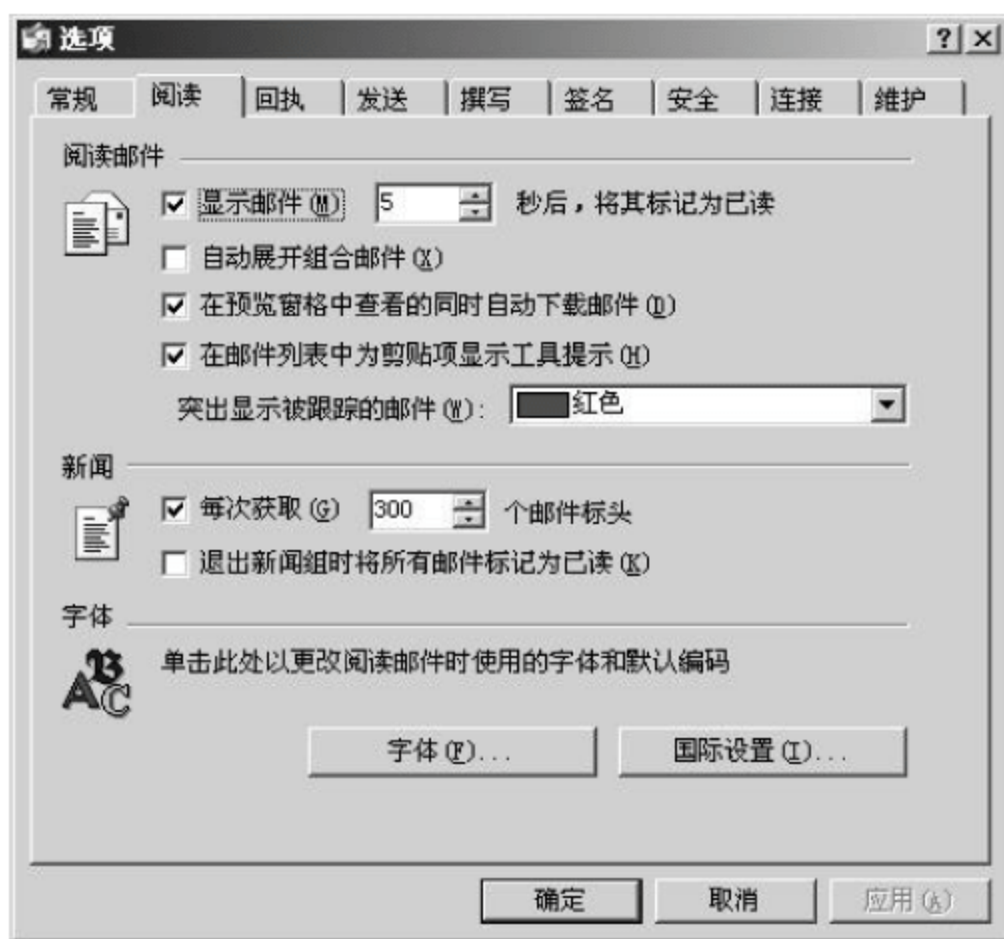 选项
常规 阅读 回执 发送 撰写 签名 安全 连接 维护
阅读邮件
显示邮件(M) 5 秒后，将其标记为已读
自动展开组合邮件(X)
在预览窗格中查看的同时自动下载邮件(D)
在邮件列表中为剪贴项显示工具提示(H)
突出显示被跟踪的邮件(W): 红色
新闻
每次获取(G) 300 个邮件标头
退出新闻组时将所有邮件标记为已读(K)
字体
单击此处以更改阅读邮件时使用的字体和默认编码
字体(F)... 国际设置(I)...
确定 取消 应用(A)